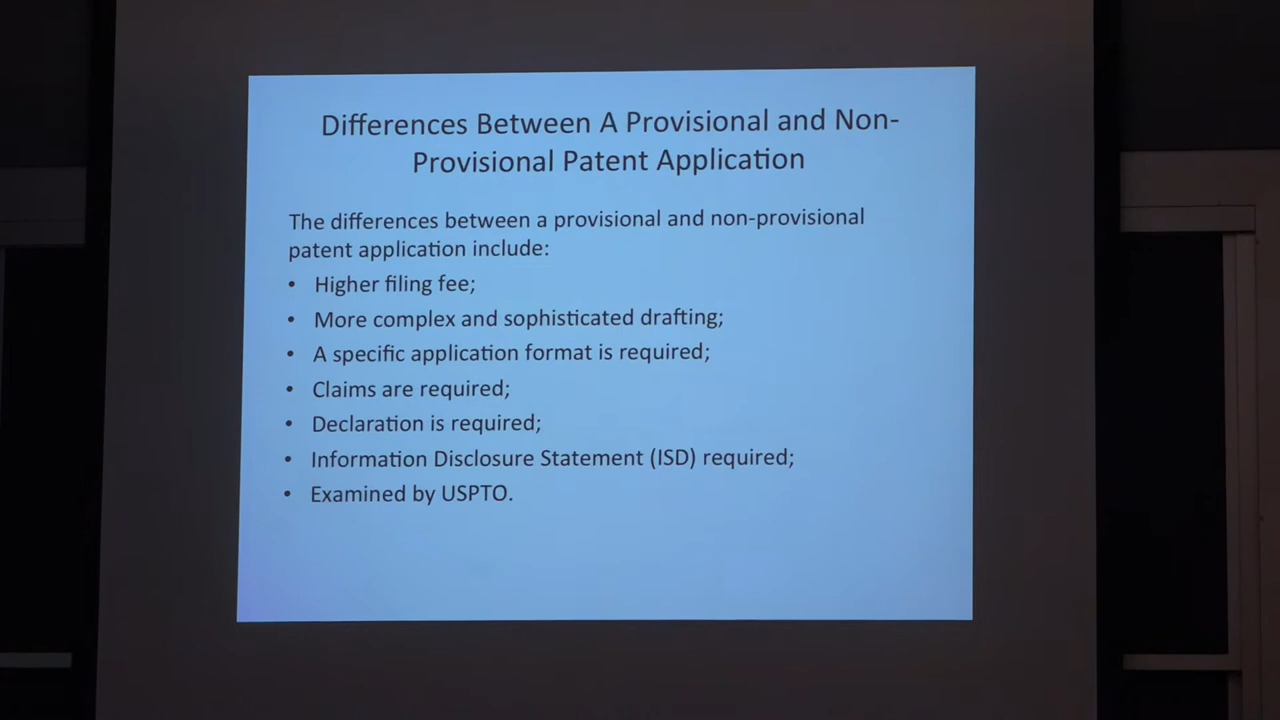 Differences Between A Provisional and Non-
Provisional Patent Application
The differences between a provisional and non-provisional
patent application include:
• Higher filing fee;
• More complex and sophisticated drafting;
• A specific application format is required;
• Claims are required;
• Declaration is required;
• Information Disclosure Statement (ISD) required;
• Examined by USPTO.